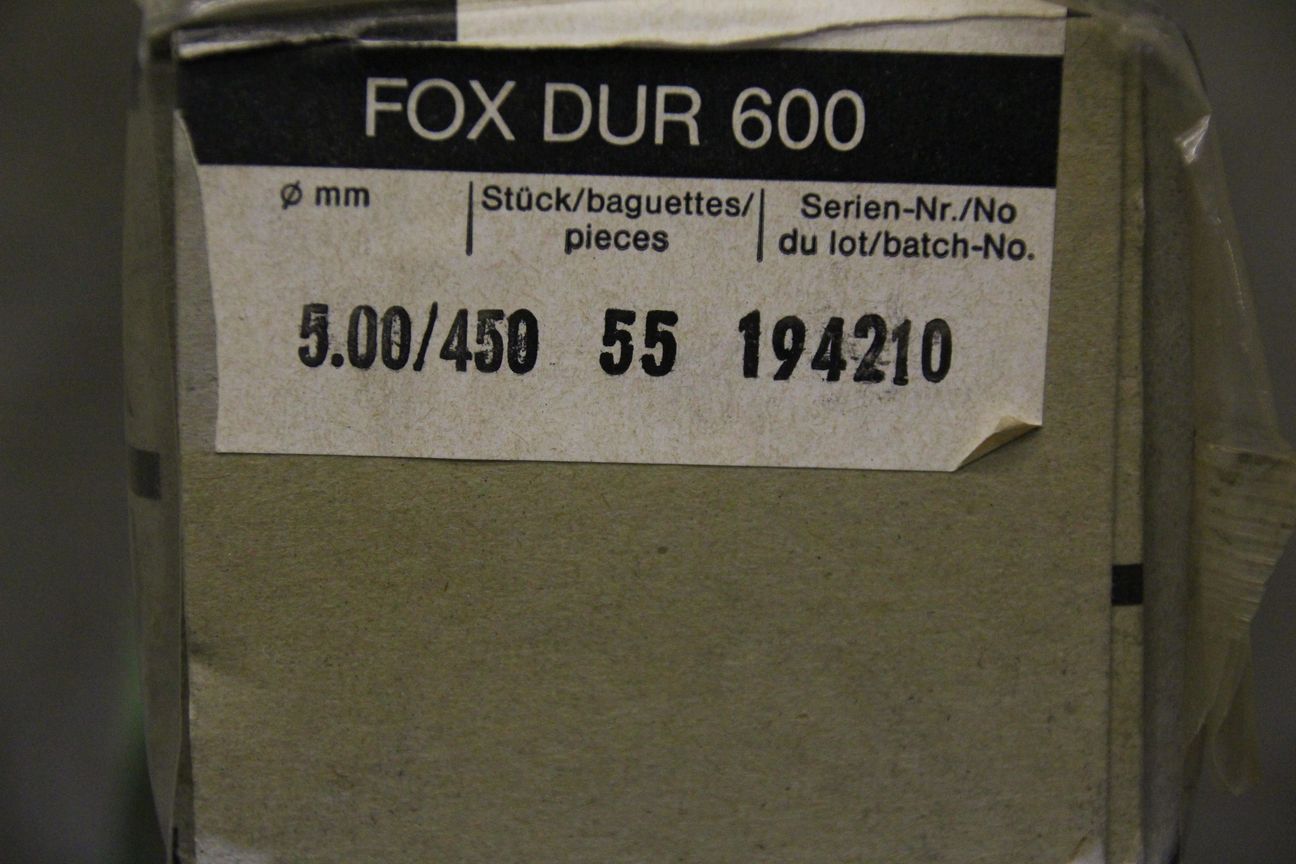 FOX DUR 600
Ø mm
Stück/baguettes/
pieces
Serien-Nr./No
du lot/batch-No.
5.00/450 55 194210